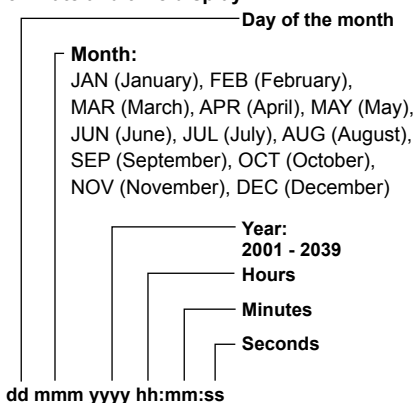 Day of the month
Month:
JAN (January), FEB (February),
MAR (March), APR (April), MAY (May),
JUN (June), JUL (July), AUG (August),
SEP (September), OCT (October),
NOV (November), DEC (December)
Year:
2001 - 2039
Hours
Minutes
Seconds
dd mmm yyyy hh:mm:ss